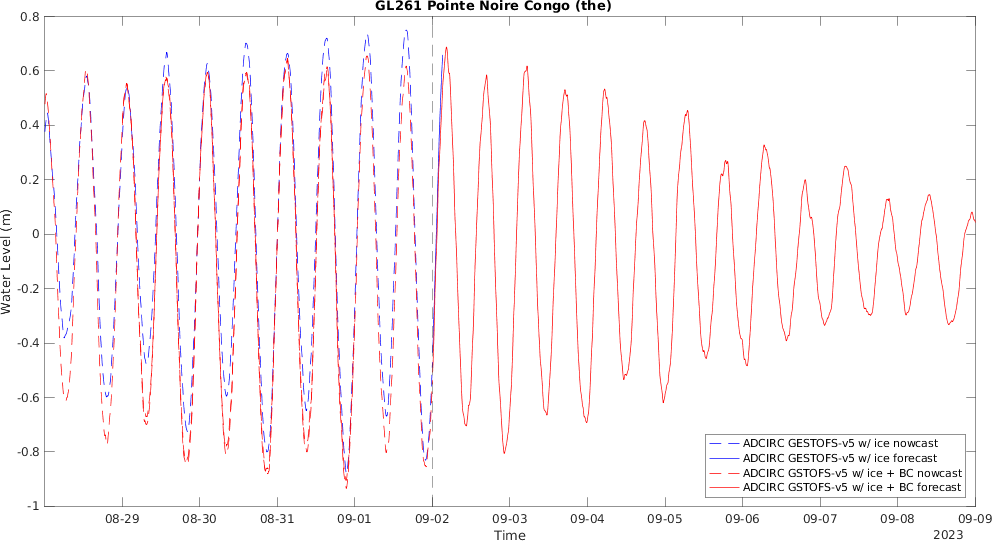 GL261 Pointe Noire Congo (the)
0.8
0.6
0.4
0.2
0
-0.2
-0.4
-0.6
-0.8
-1
Water Level (m)
08-29 08-30 08-31 09-01 09-02 09-03 09-04 09-05 09-06 09-07 09-08 09-09
Time
2023
ADCIRC GESTOFS-v5 w/ ice nowcast
ADCIRC GESTOFS-v5 w/ ice forecast
ADCIRC GSTOFS-v5 w/ ice + BC nowcast
ADCIRC GSTOFS-v5 w/ ice + BC forecast